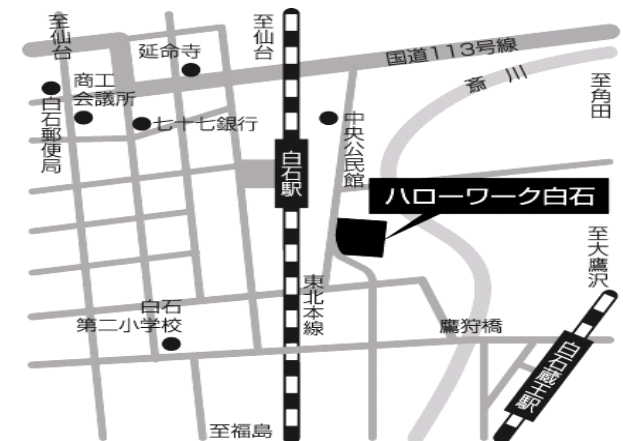 至仙台
延命寺
至仙台
国道113号線
斎川
至角田
商工
会議所
白石郵便局
七十七銀行
中央公民館
白石駅
ハローワーク白石
至大鷹沢
東北本線
白石
第二小学校
鷹狩橋
白石蔵王駅
至福島